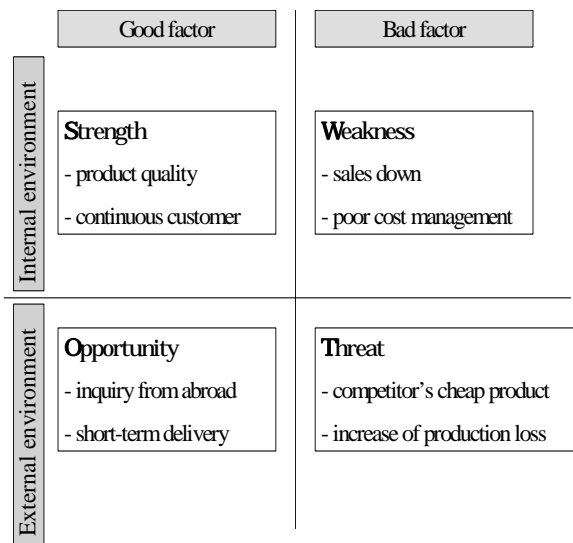 Good factor
Bad factor
Internal environment
Strength
- product quality
- continuous customer
Weakness
- sales down
- poor cost management
External environment
Opportunity
- inquiry from abroad
- short-term delivery
Threat
- competitor's cheap product
- increase of production loss